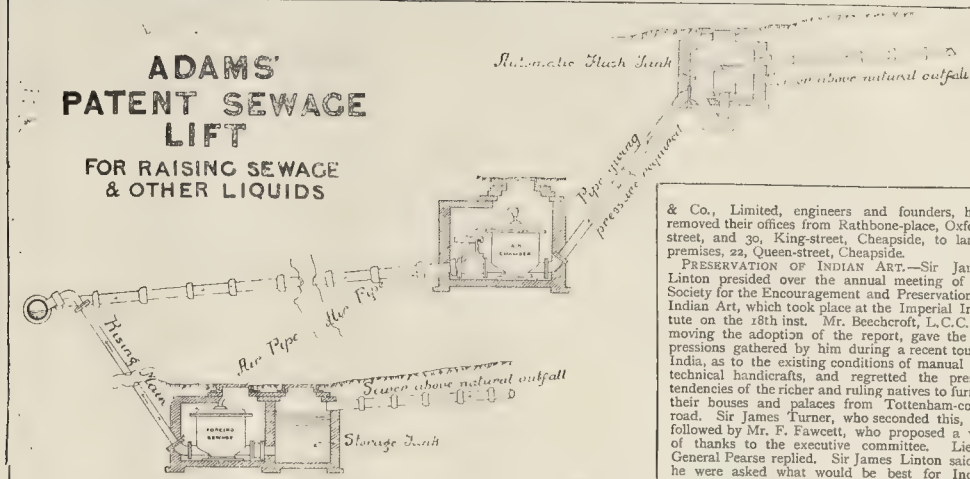 ADAMS'
PATENT SEWAGE
LIFT
FOR RAISING SEWAGE
& OTHER LIQUIDS
Automatic Flush Tank
above natural outfall
Pipe giving
pressure required
AIR
CHAMBER
Rising Main
Air Pipe
Air Pipe
Sewer above natural outfall
FORCING
SEWAGE
Storage Tank
& Co., Limited, engineers and founders, h
removed their offices from Rathbone-place, Oxfo
street, and 30, King-street, Cheapside, to lar
premises, 22, Queen-street, Cheapside.
PRESERVATION OF INDIAN ART.—Sir Jam
Linton presided over the annual meeting of
Society for the Encouragement and Preservation
Indian Art, which took place at the Imperial In
tute on the 18th inst. Mr. Beechcroft, L.C.C.
moving the adoption of the report, gave the
pressions gathered by him during a recent tou
India, as to the existing conditions of manual
technical handicrafts, and regretted the pres
tendencies of the richer and ruling natives to furn
their houses and palaces from Tottenham-co
road. Sir James Turner, who seconded this,
followed by Mr. F. Fawcett, who proposed a v
of thanks to the executive committee. Lie
General Pearse replied. Sir James Linton said
he were asked what would be best for Ind